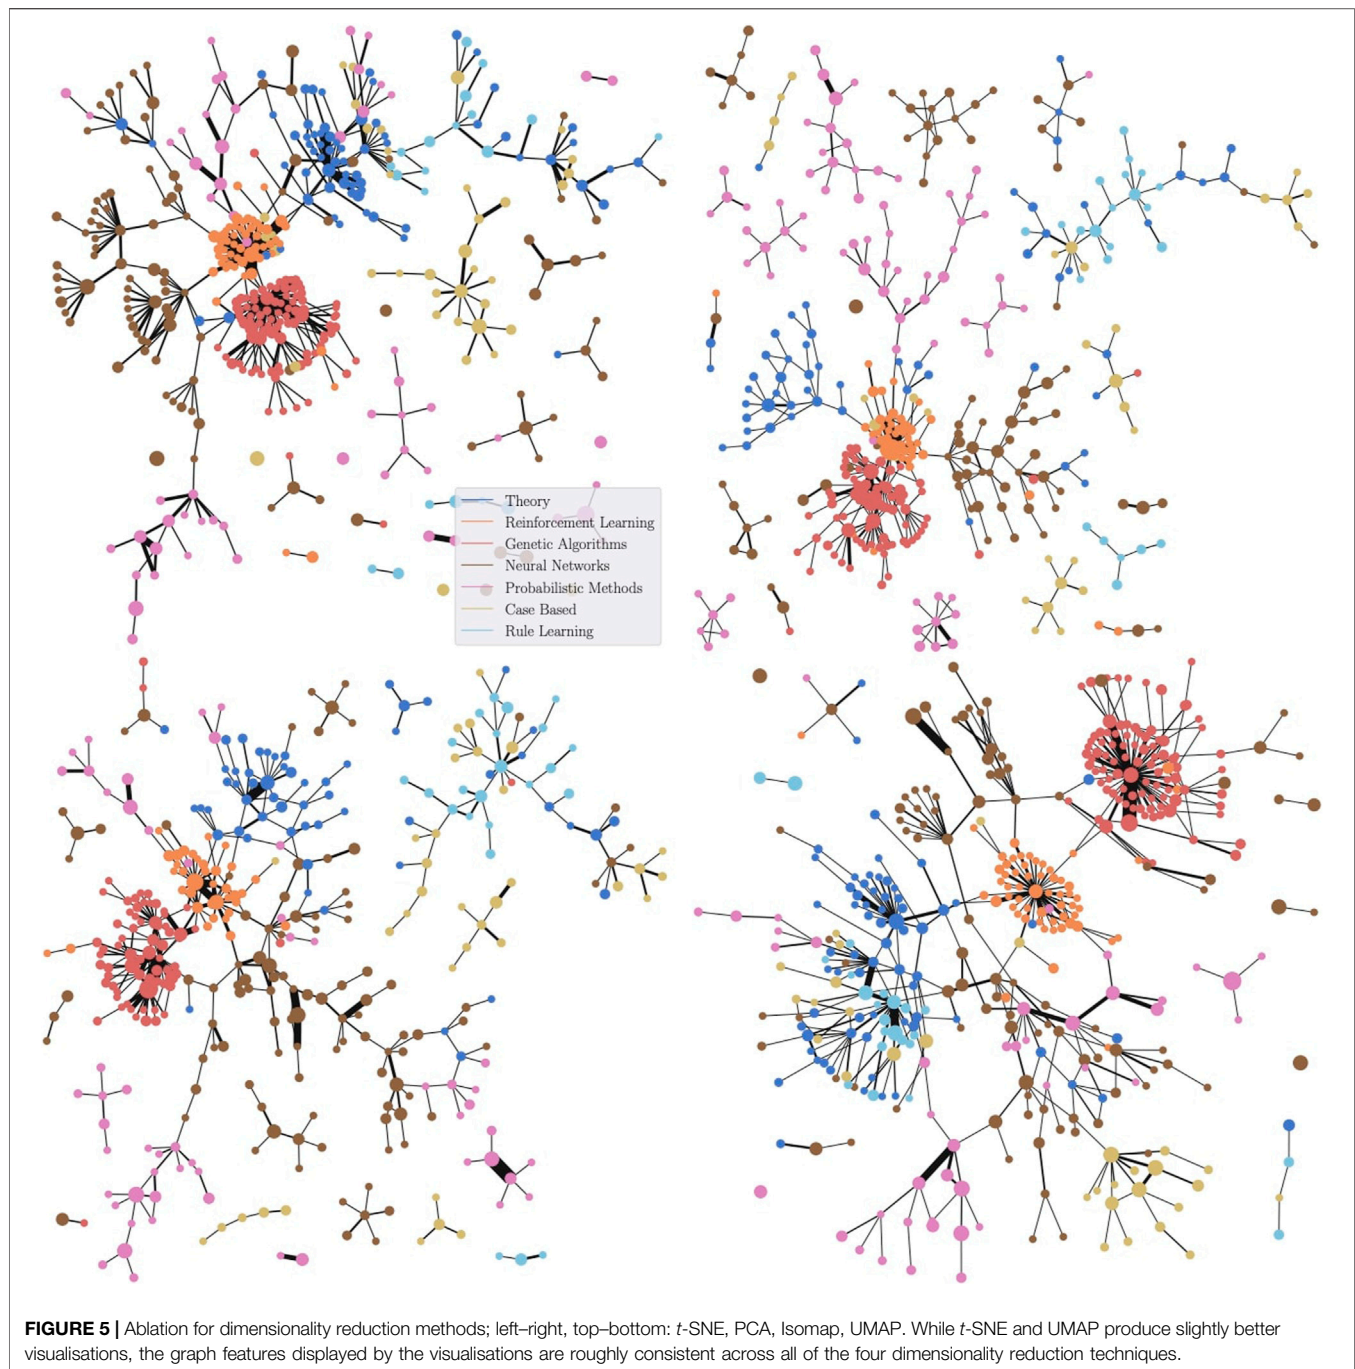 Theory
Reinforcement Learning
Genetic Algorithms
Neural Networks
Probabilistic Methods
Case Based
Rule Learning
FIGURE 5 | Ablation for dimensionality reduction methods; left–right, top–bottom: t-SNE, PCA, Isomap, UMAP. While t-SNE and UMAP produce slightly better
visualisations, the graph features displayed by the visualisations are roughly consistent across all of the four dimensionality reduction techniques.